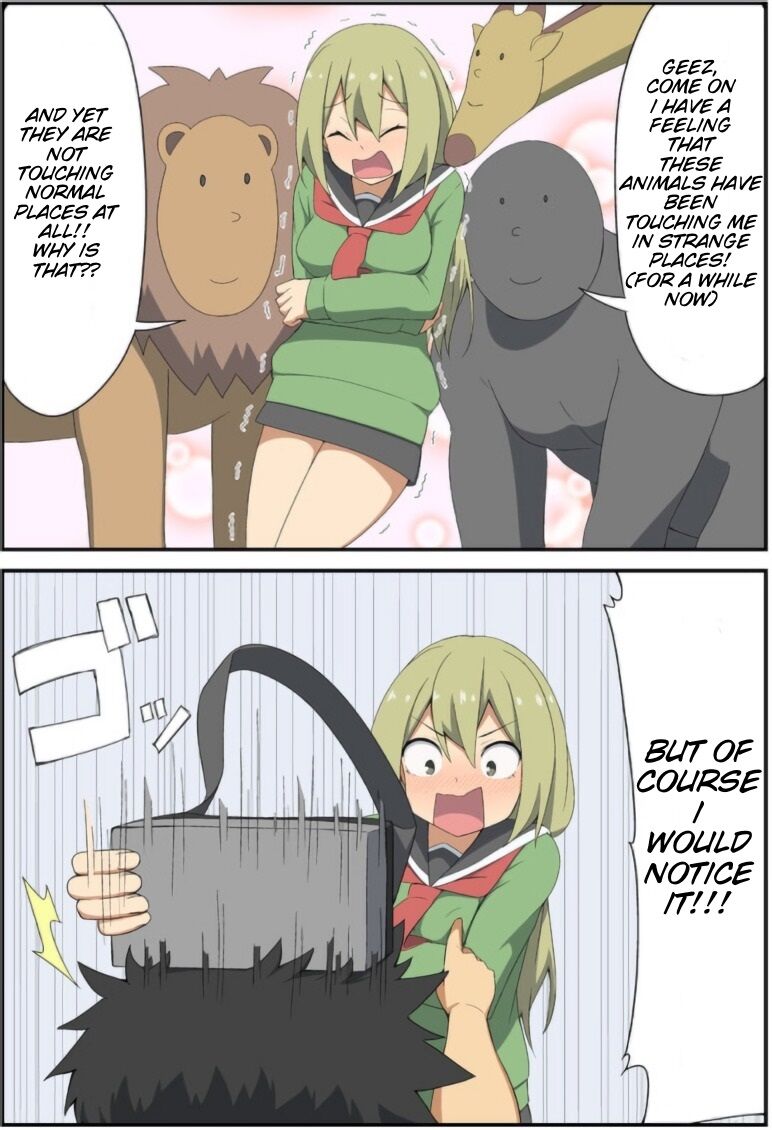 GEEZ,
COME ON
I HAVE A
FEELING
THAT
THESE
ANIMALS HAVE
BEEN
TOUCHING ME
IN STRANGE
PLACES!
(FOR A WHILE
NOW)
AND YET
THEY ARE
NOT
TOUCHING
NORMAL
PLACES AT
ALL!!
WHY IS
THAT??
ゴッ
BUT OF
COURSE
I
WOULD
NOTICE
IT!!!